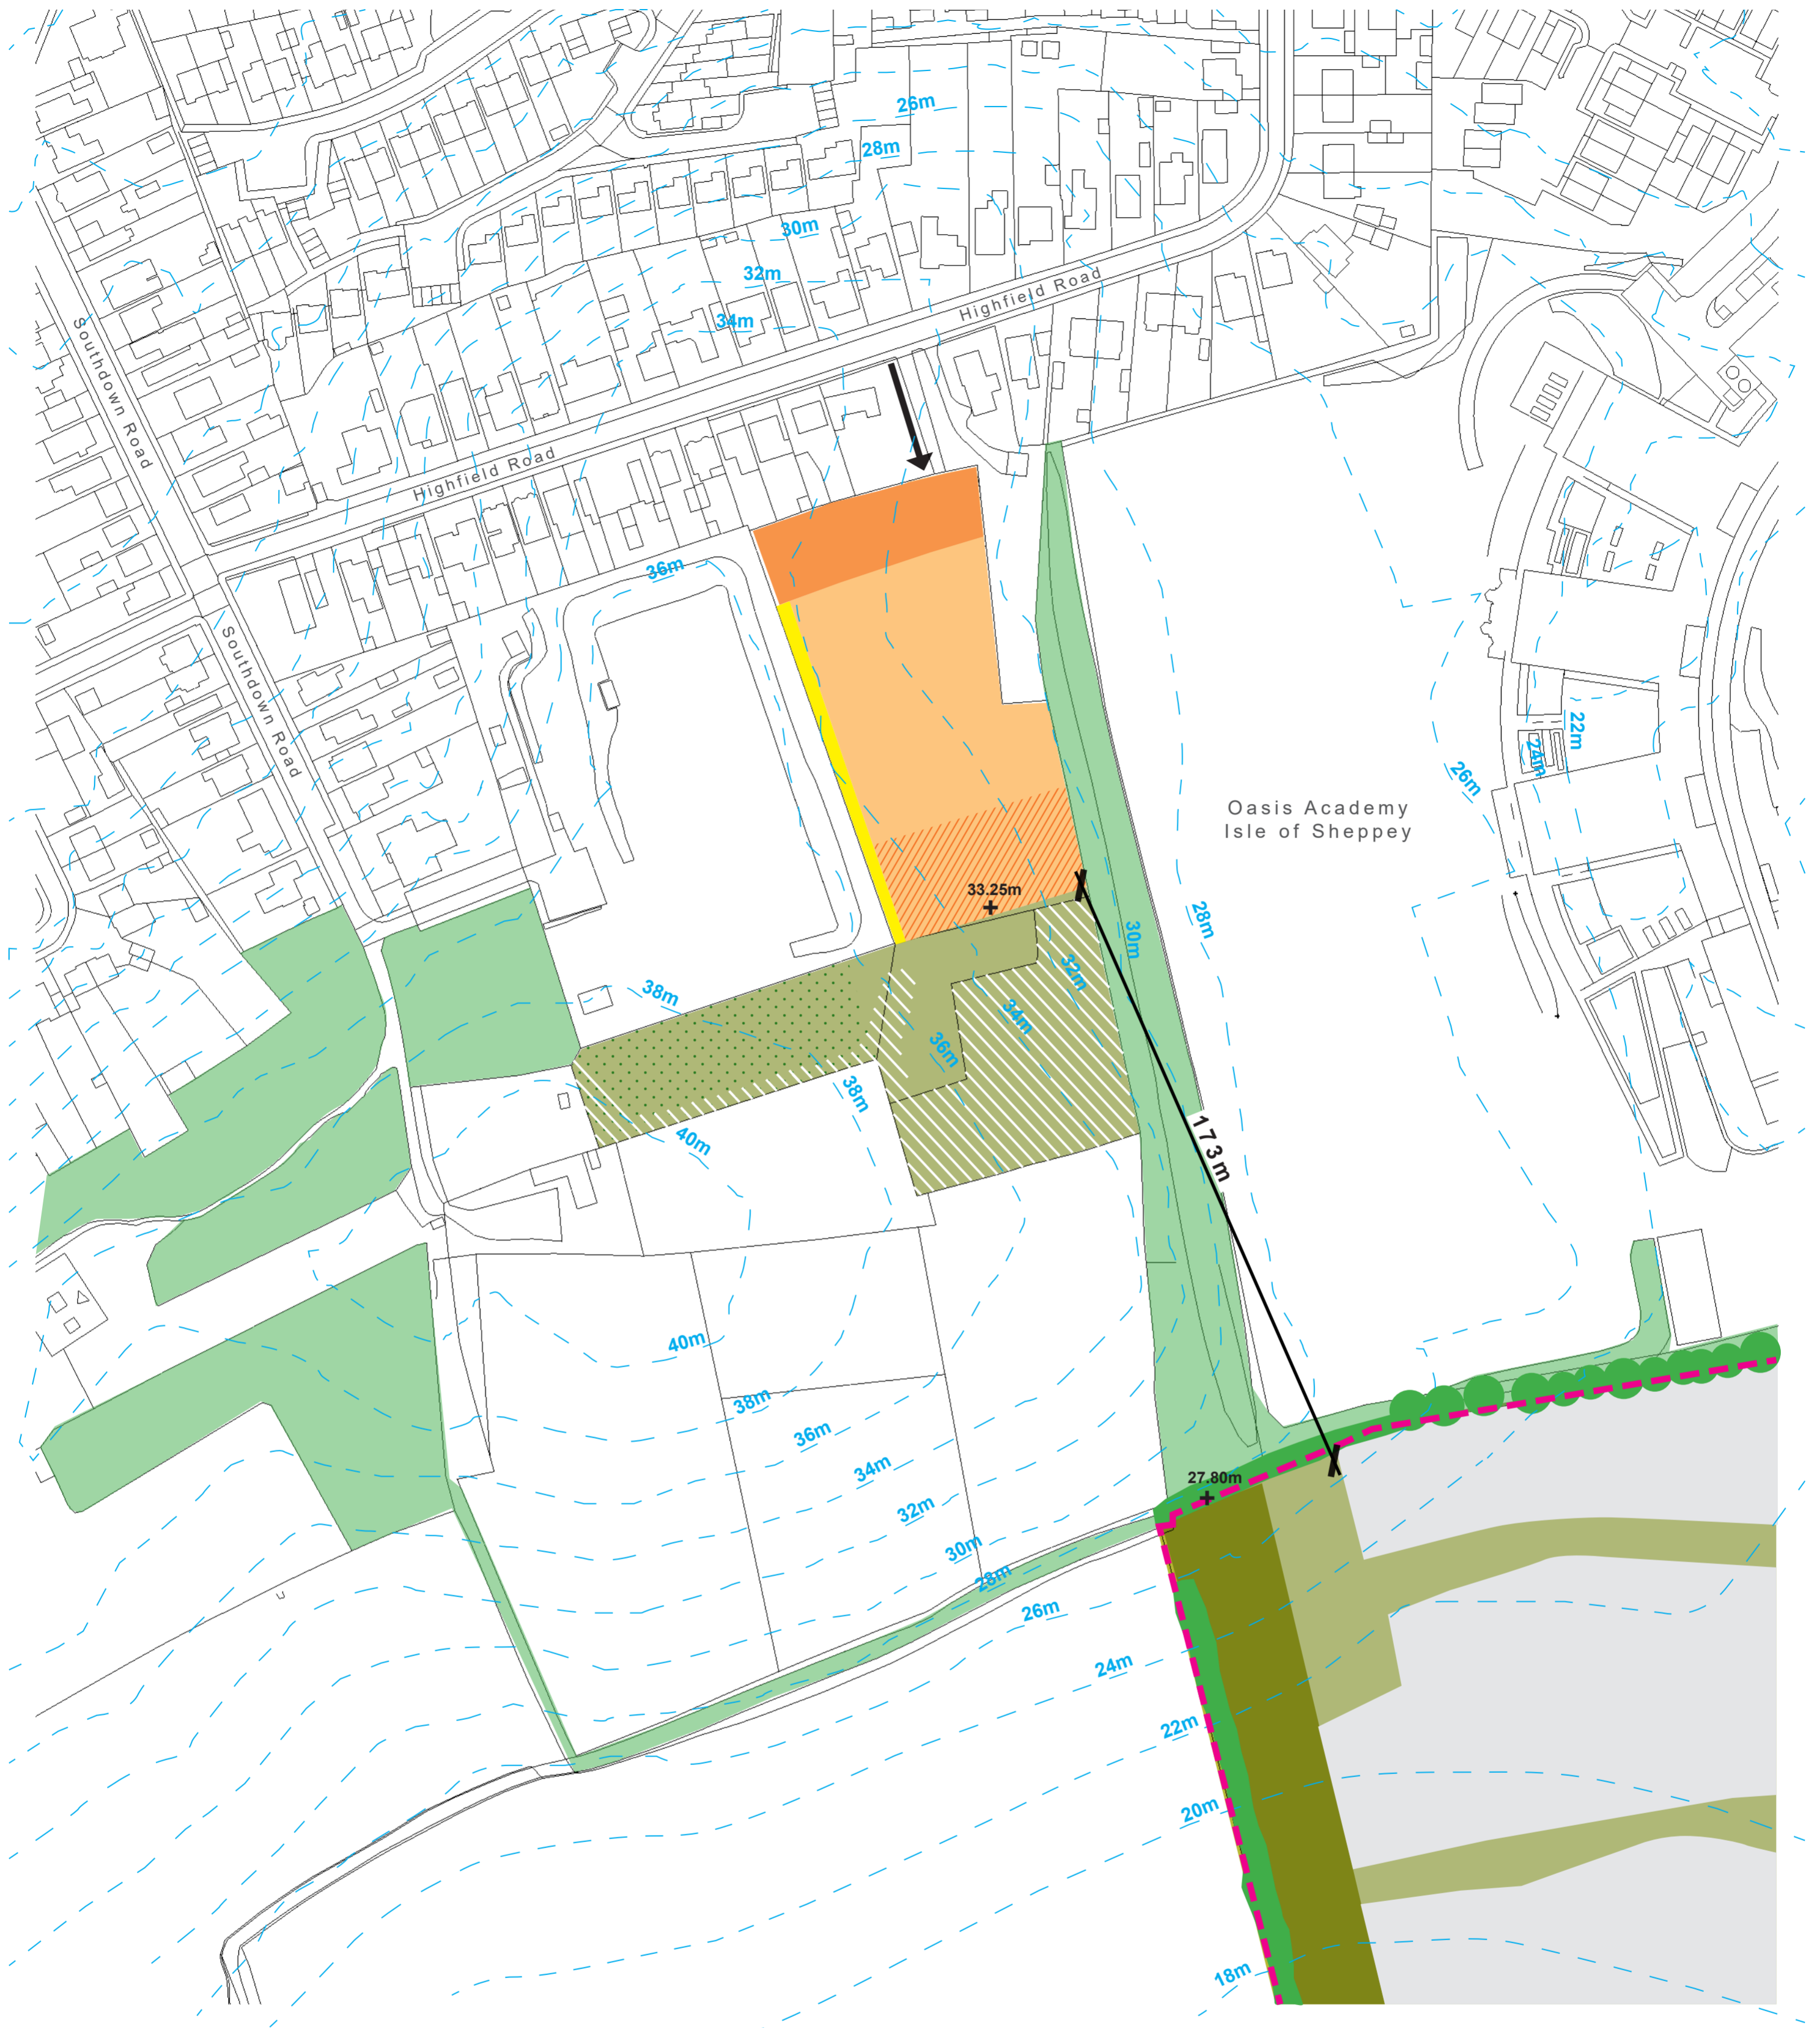 26m
28m
30m
32m
34m
Highfield Road
Southdown Road
Highfield Road
36m
Southdown Road
22m
24m
26m
Oasis Academy
Isle of Sheppey
33.25m
28m
30m
32m
38m
34m
36m
38m
40m
173m
40m
38m
36m
34m
27.80m
32m
30m
28m
26m
24m
22m
20m
18m